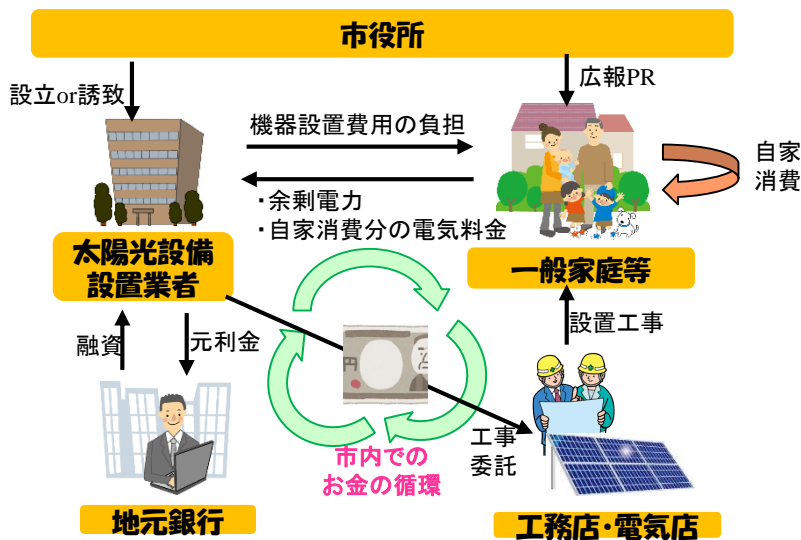 市役所
設立or誘致
広報PR
機器設置費用の負担
自家
消費
・余剰電力
・自家消費分の電気料金
太陽光設備
設置業者
一般家庭等
融資
元利金
設置工事
円
工事
委託
市内での
お金の循環
地元銀行
工務店・電気店